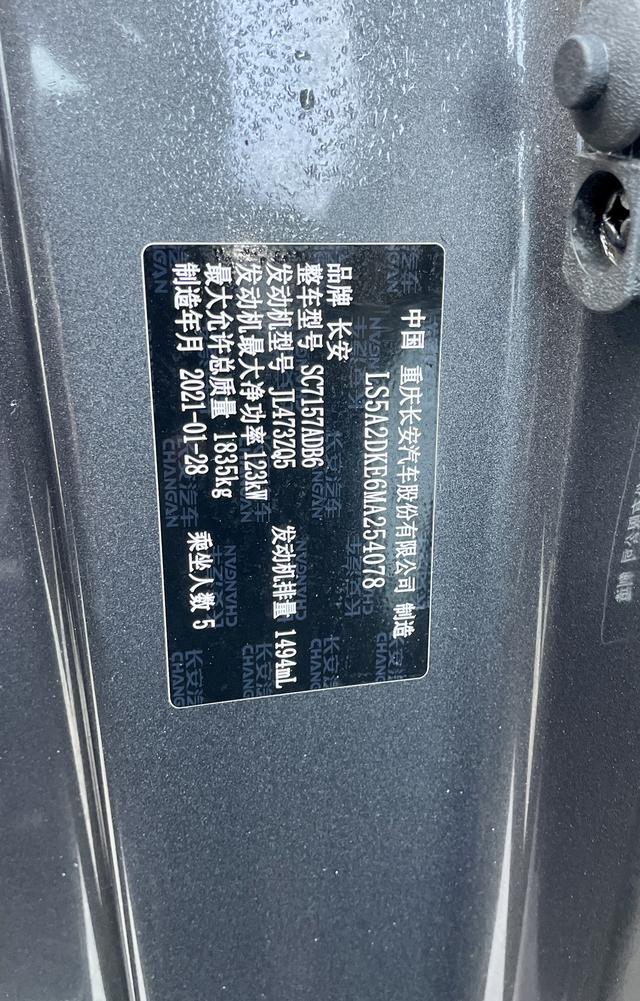 中国 重庆长安汽车股份有限公司 制造
LS5A2DKE6MA254078
品牌 长安
整车型号 SC7157ADB6
发动机型号 JL473ZQ5 发动机排量 1494mL
发动机最大净功率 123kW
最大允许总质量 1835kg
制造年月 2021-01-28 乘坐人数 5